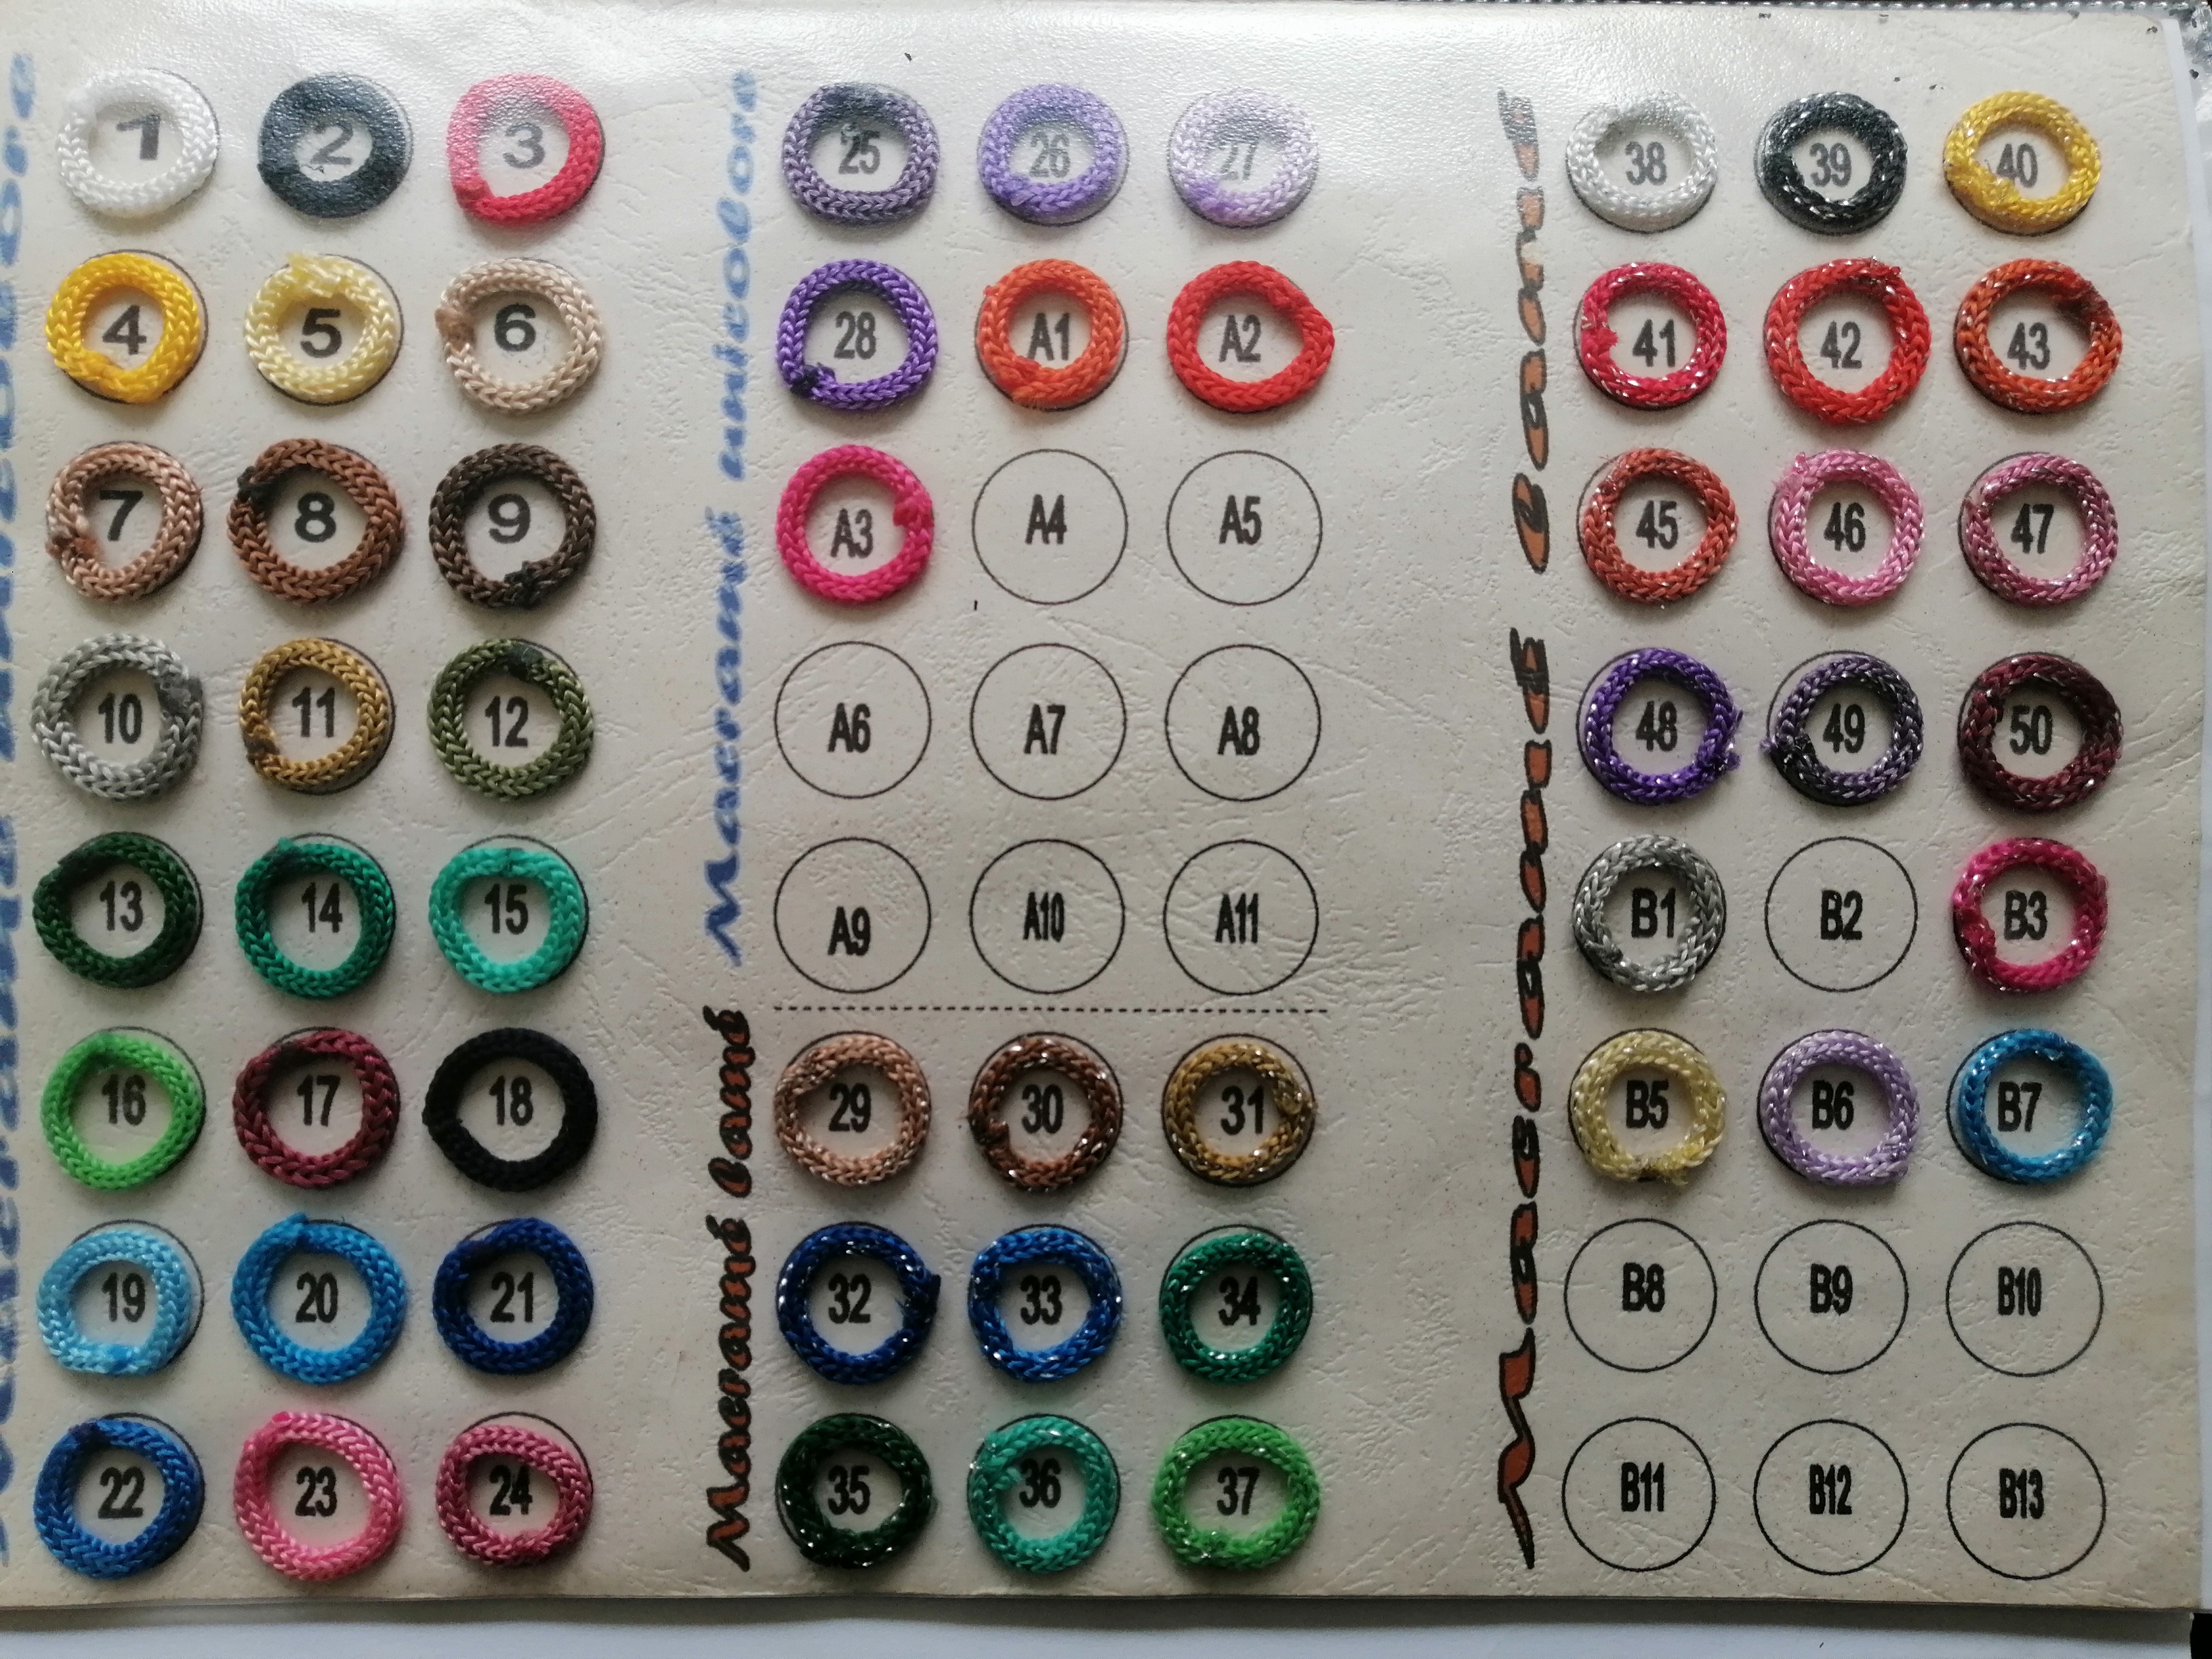 Macramé unicolore
1 2 3
4 5 6
7 8 9
10 11 12
13 14 15
16 17 18
19 20 21
22 23 24
Macramé unicolore
25 26 27
28 A1 A2
A3 A4 A5
A6 A7 A8
A9 A10 A11
Macramé Lamé
29 30 31
32 33 34
35 36 37
Macramé Lamé
38 39 40
41 42 43
45 46 47
48 49 50
B1 B2 B3
B5 B6 B7
B8 B9 B10
B11 B12 B13